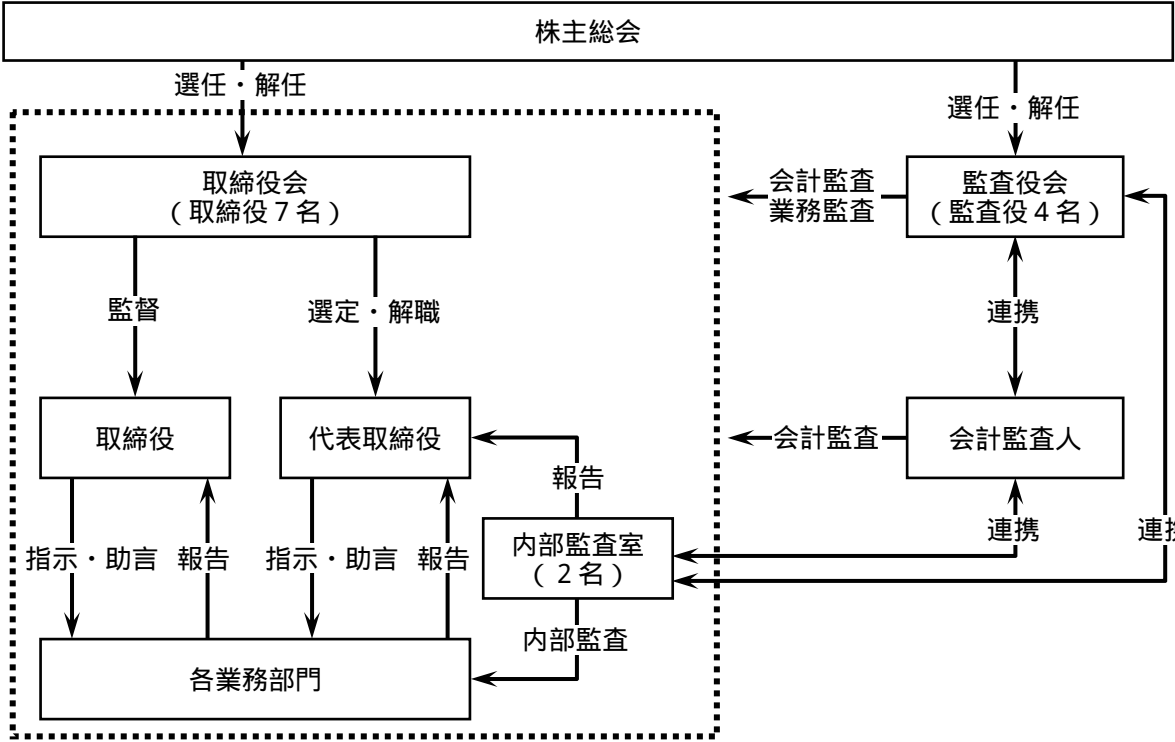 株主総会
選任・解任
選任・解任
取締役会
（取締役７名）
会計監査
業務監査
監査役会
（監査役４名）
監督
選定・解職
連携
取締役
代表取締役
会計監査
会計監査人
報告
連携
連携
指示・助言
報告
指示・助言
報告
内部監査室
（２名）
内部監査
各業務部門